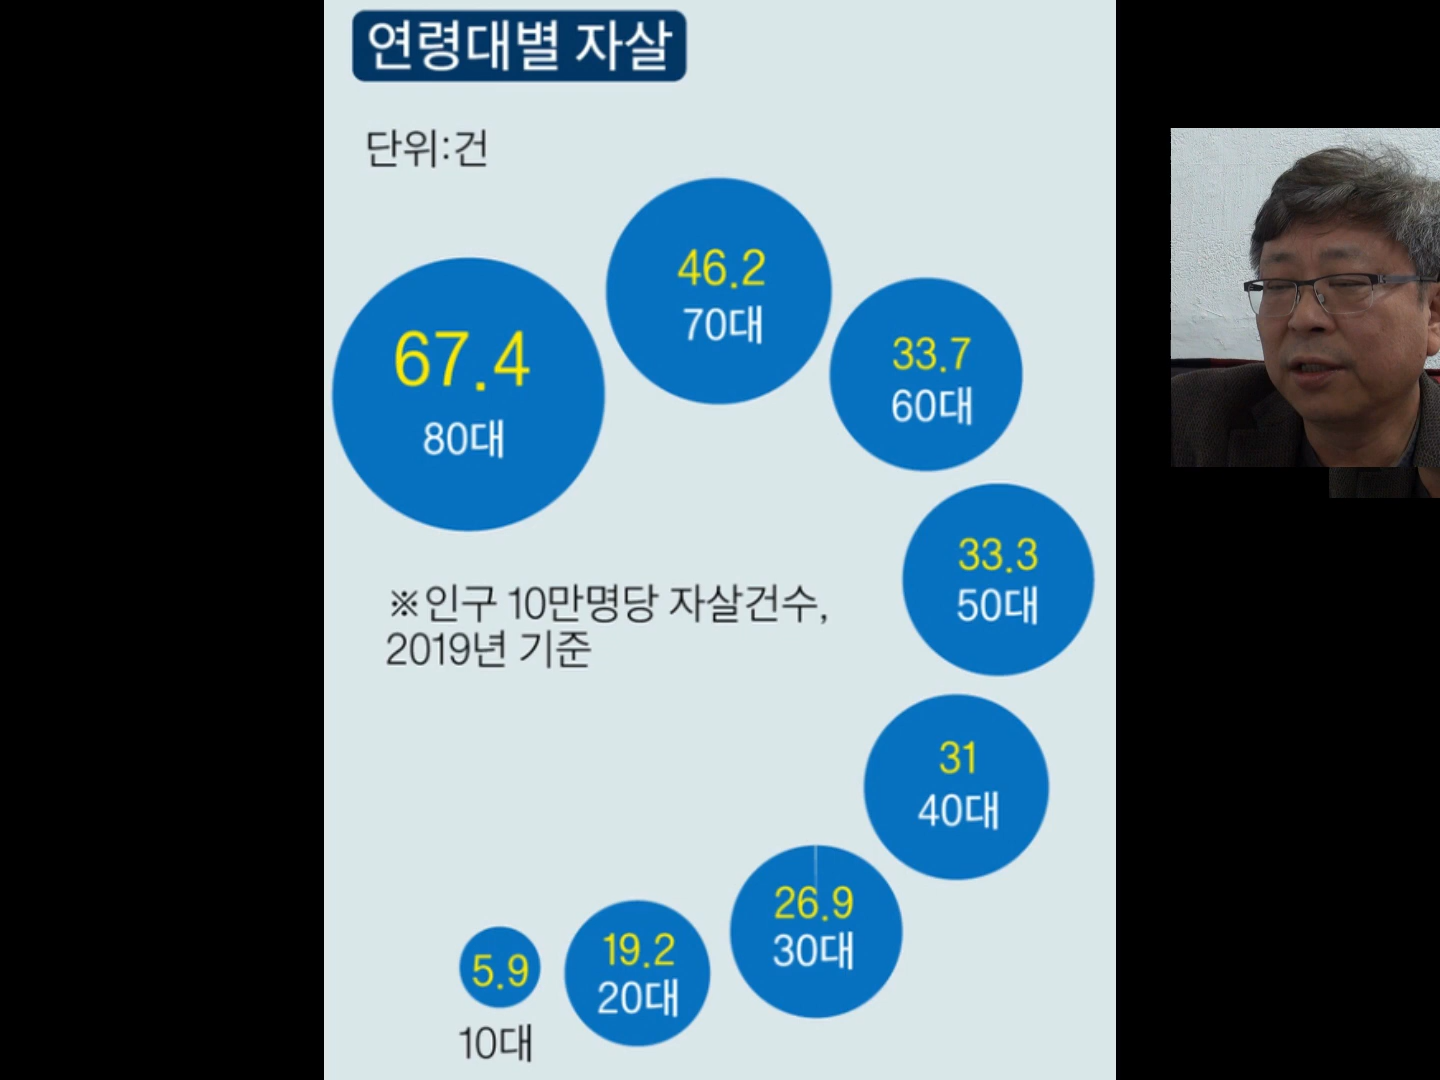 연령대별 자살
단위:건
67.4
80대
46.2
70대
33.7
60대
33.3
50대
31
40대
26.9
30대
19.2
20대
5.9
10대
※인구 10만명당 자살건수,
2019년 기준